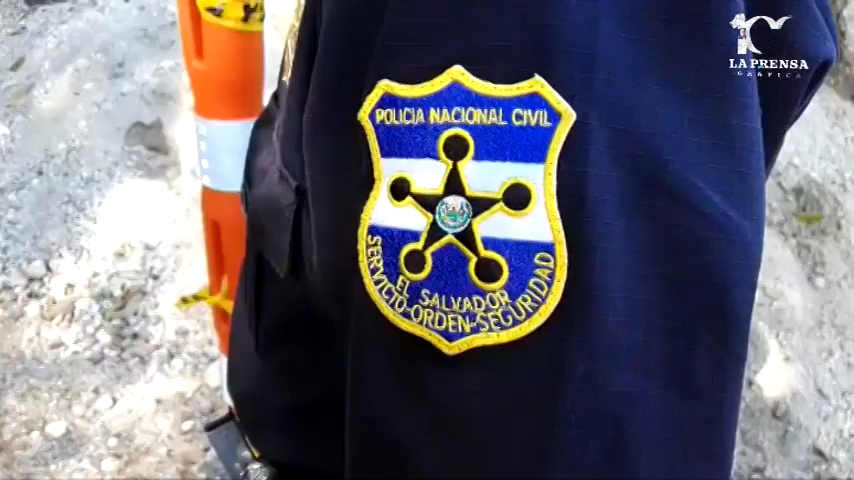 LA PRENSA
GRAFICA
POLICIA NACIONAL CIVIL
EL SALVADOR
SERVICIO-ORDEN-SEGURIDAD